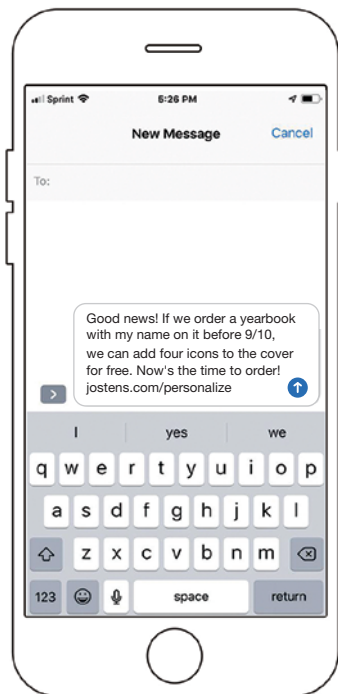 Sprint 5:26 PM
New Message Cancel
To:
Good news! If we order a yearbook
with my name on it before 9/10,
we can add four icons to the cover
for free. Now's the time to order!
jostens.com/personalize
I yes we
q w e r t y u i o p
a s d f g h j k l
z x c v b n m
123 space return